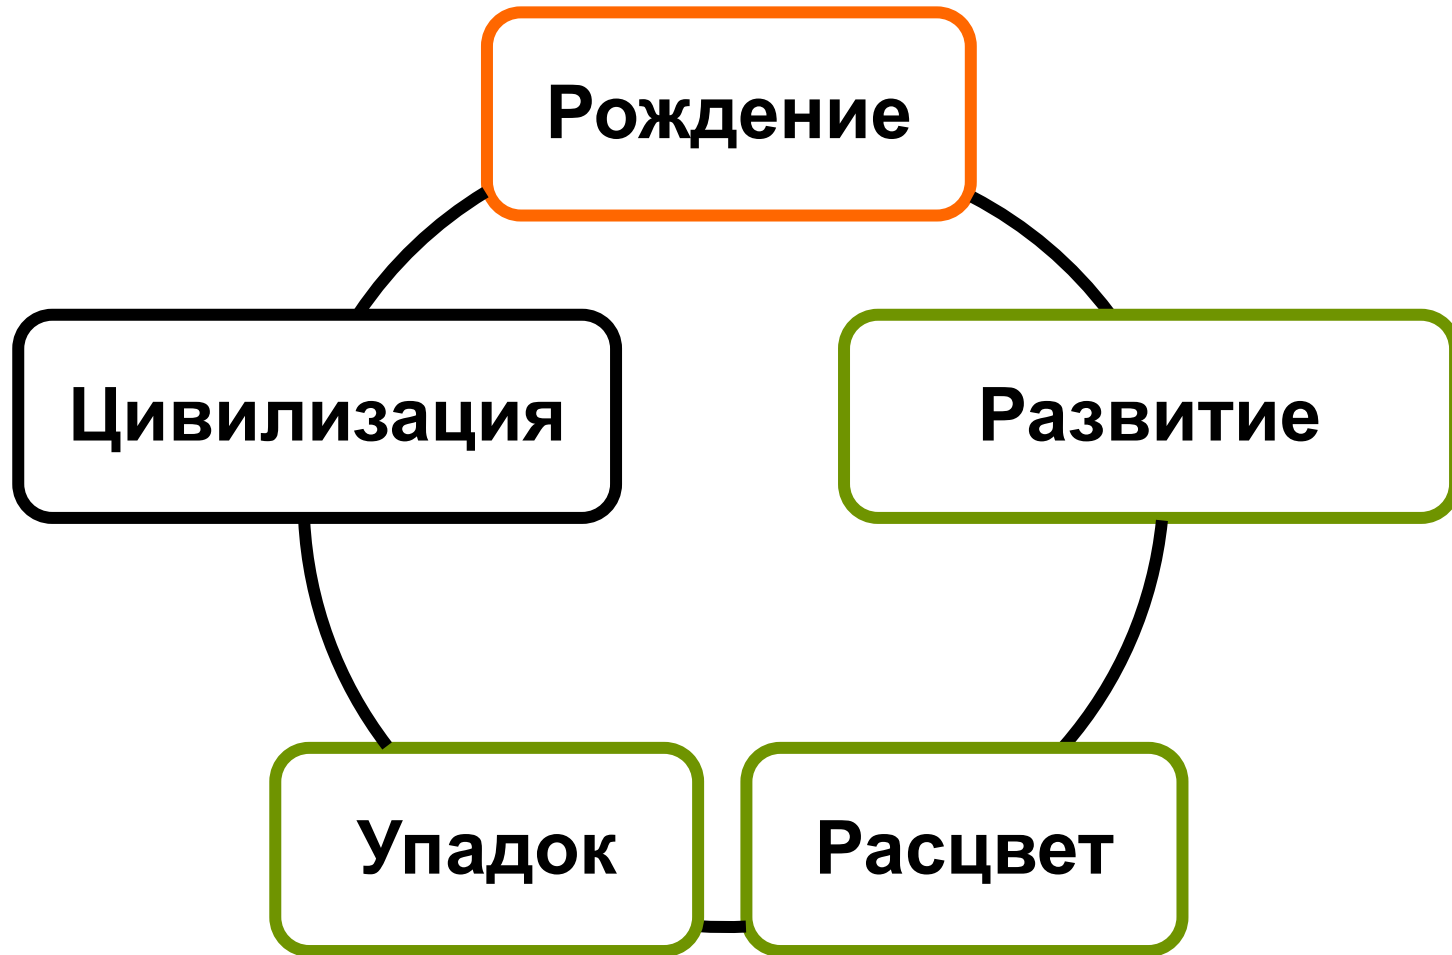 Рождение
Цивилизация
Развитие
Упадок
Расцвет